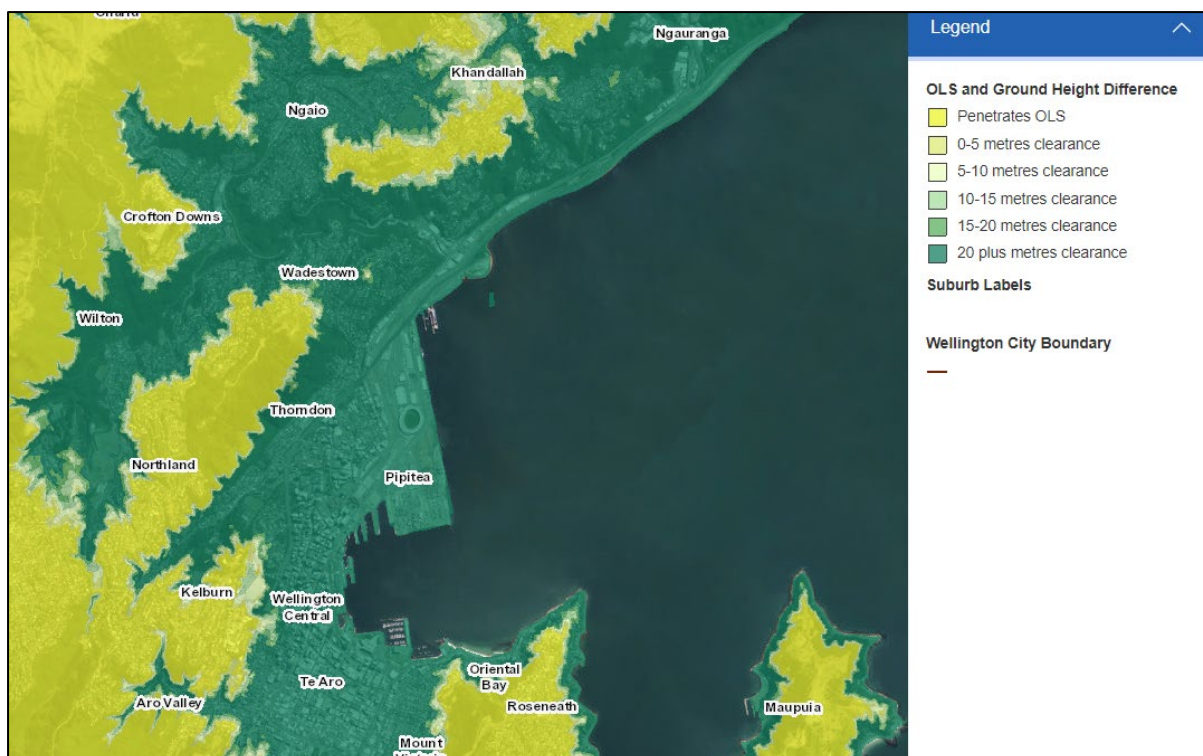 Ngauranga
Khandallah
Ngaio
Crofton Downs
Wadestown
Wilton
Thorndon
Northland
Pipitea
Kelburn
Wellington
Central
Te Aro
Oriental
Bay
Aro Valley
Roseneath
Maupuia
Mount
Legend
OLS and Ground Height Difference
Penetrates OLS
0-5 metres clearance
5-10 metres clearance
10-15 metres clearance
15-20 metres clearance
20 plus metres clearance
Suburb Labels
Wellington City Boundary